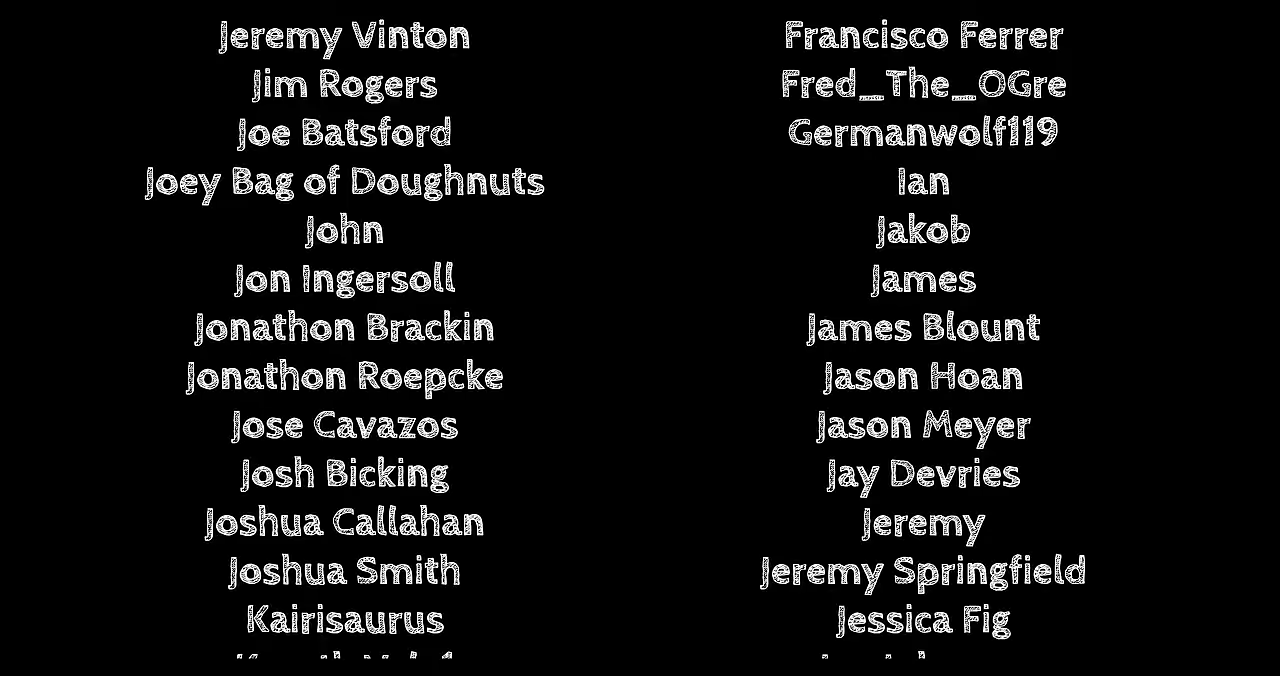 Jeremy Vinton
Jim Rogers
Joe Batsford
Joey Bag of Doughnuts
John
Jon Ingersoll
Jonathon Brackin
Jonathon Roepcke
Jose Cavazos
Josh Bicking
Joshua Callahan
Joshua Smith
Kairisaurus
Francisco Ferrer
Fred_The_OGre
Germanwolf119
Ian
Jakob
James
James Blount
Jason Hoan
Jason Meyer
Jay Devries
Jeremy
Jeremy Springfield
Jessica Fig